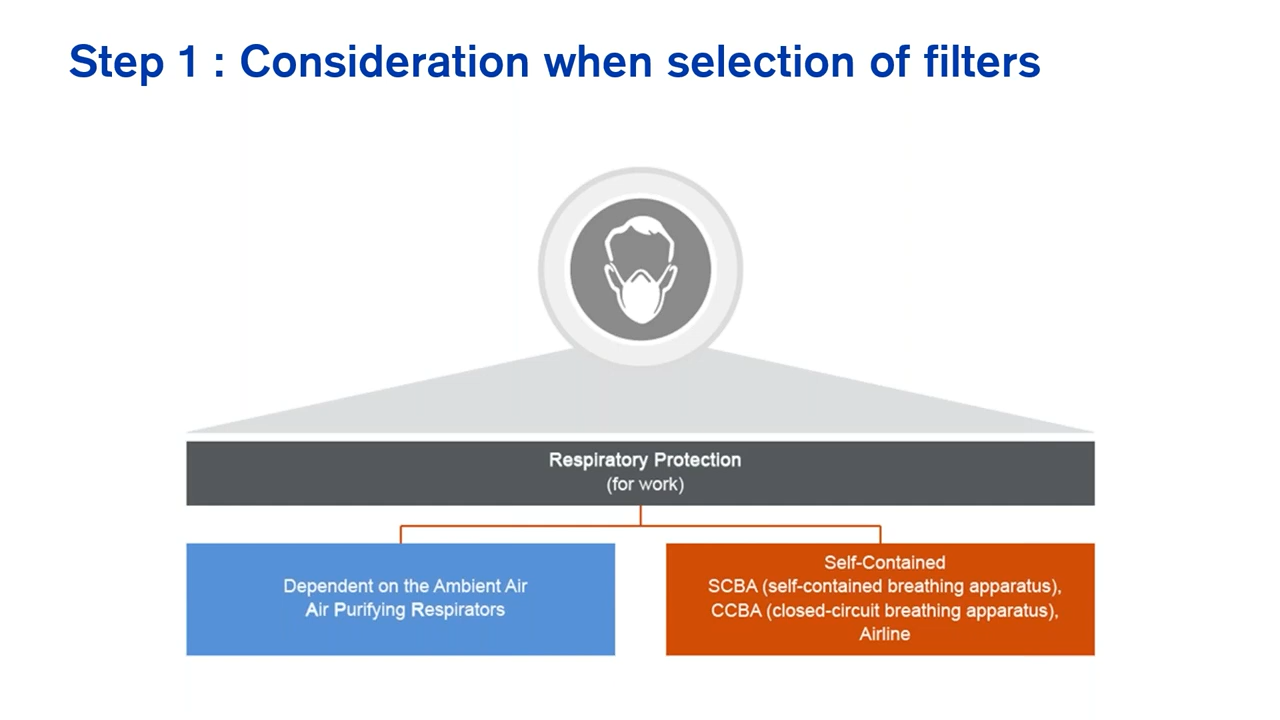 Step 1 : Consideration when selection of filters
Respiratory Protection
(for work)
Dependent on the Ambient Air
Air Purifying Respirators
Self-Contained
SCBA (self-contained breathing apparatus),
CCBA (closed-circuit breathing apparatus),
Airline